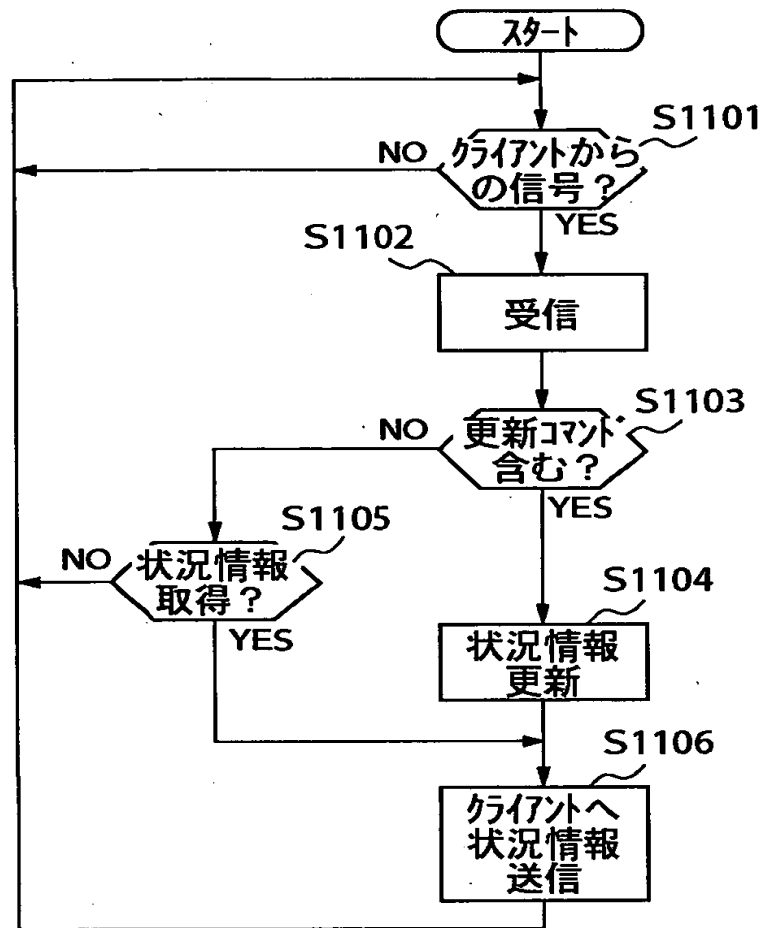 スタート
S1101
NO
クライアントから
の信号？
YES
S1102
受信
S1103
NO
更新コマンド
含む？
YES
S1105
NO
状況情報
取得？
YES
S1104
状況情報
更新
S1106
クライアントへ
状況情報
送信